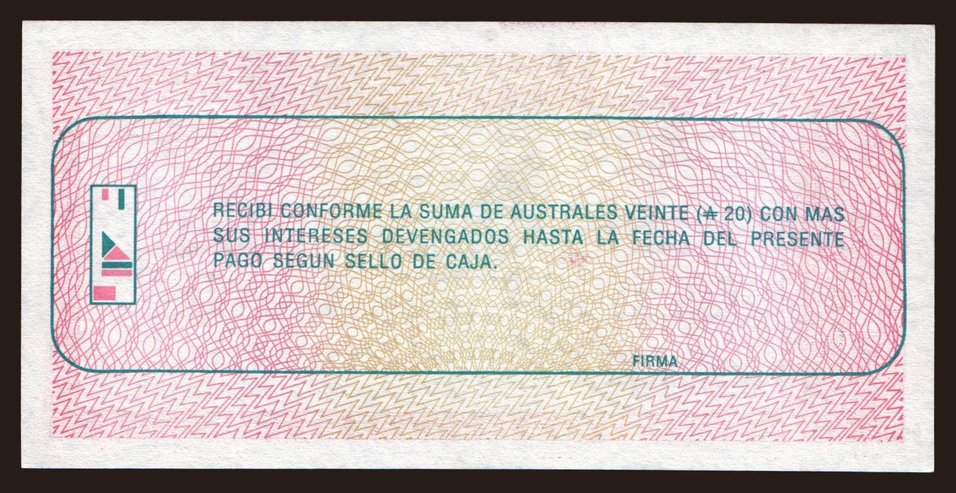 RECIBI CONFORME LA SUMA DE AUSTRALES VEINTE (₳ 20) CON MAS
SUS INTERESES DEVENGADOS HASTA LA FECHA DEL PRESENTE
PAGO SEGUN SELLO DE CAJA.
FIRMA